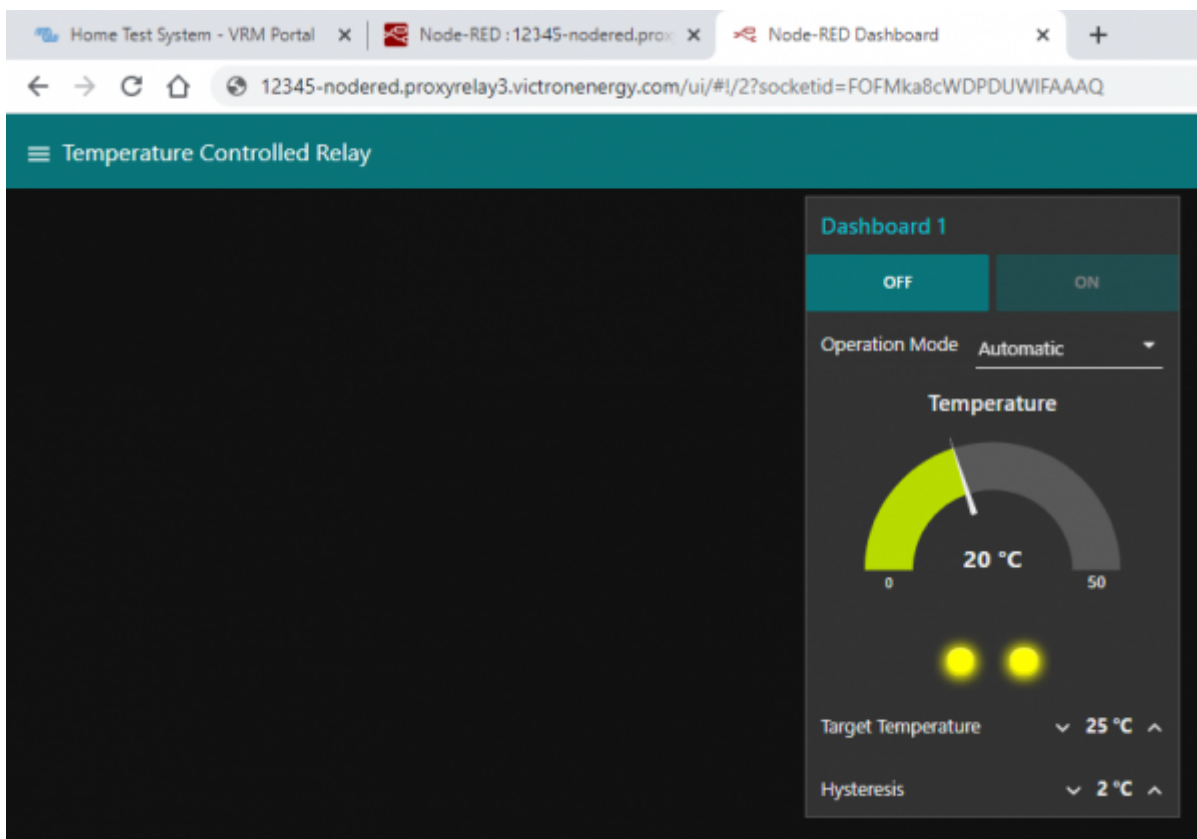 Home Test System - VRM Portal
Node-RED : 12345-nodered.prox
Node-RED Dashboard
12345-nodered.proxyrelay3.victronenergy.com/ui/#!/2?socketid=FOFMka8cWDPDUWIFAAAQ
Temperature Controlled Relay
Dashboard 1
OFF ON
Operation Mode Automatic
Temperature
20 °C
0 50
Target Temperature 25 °C
Hysteresis 2 °C